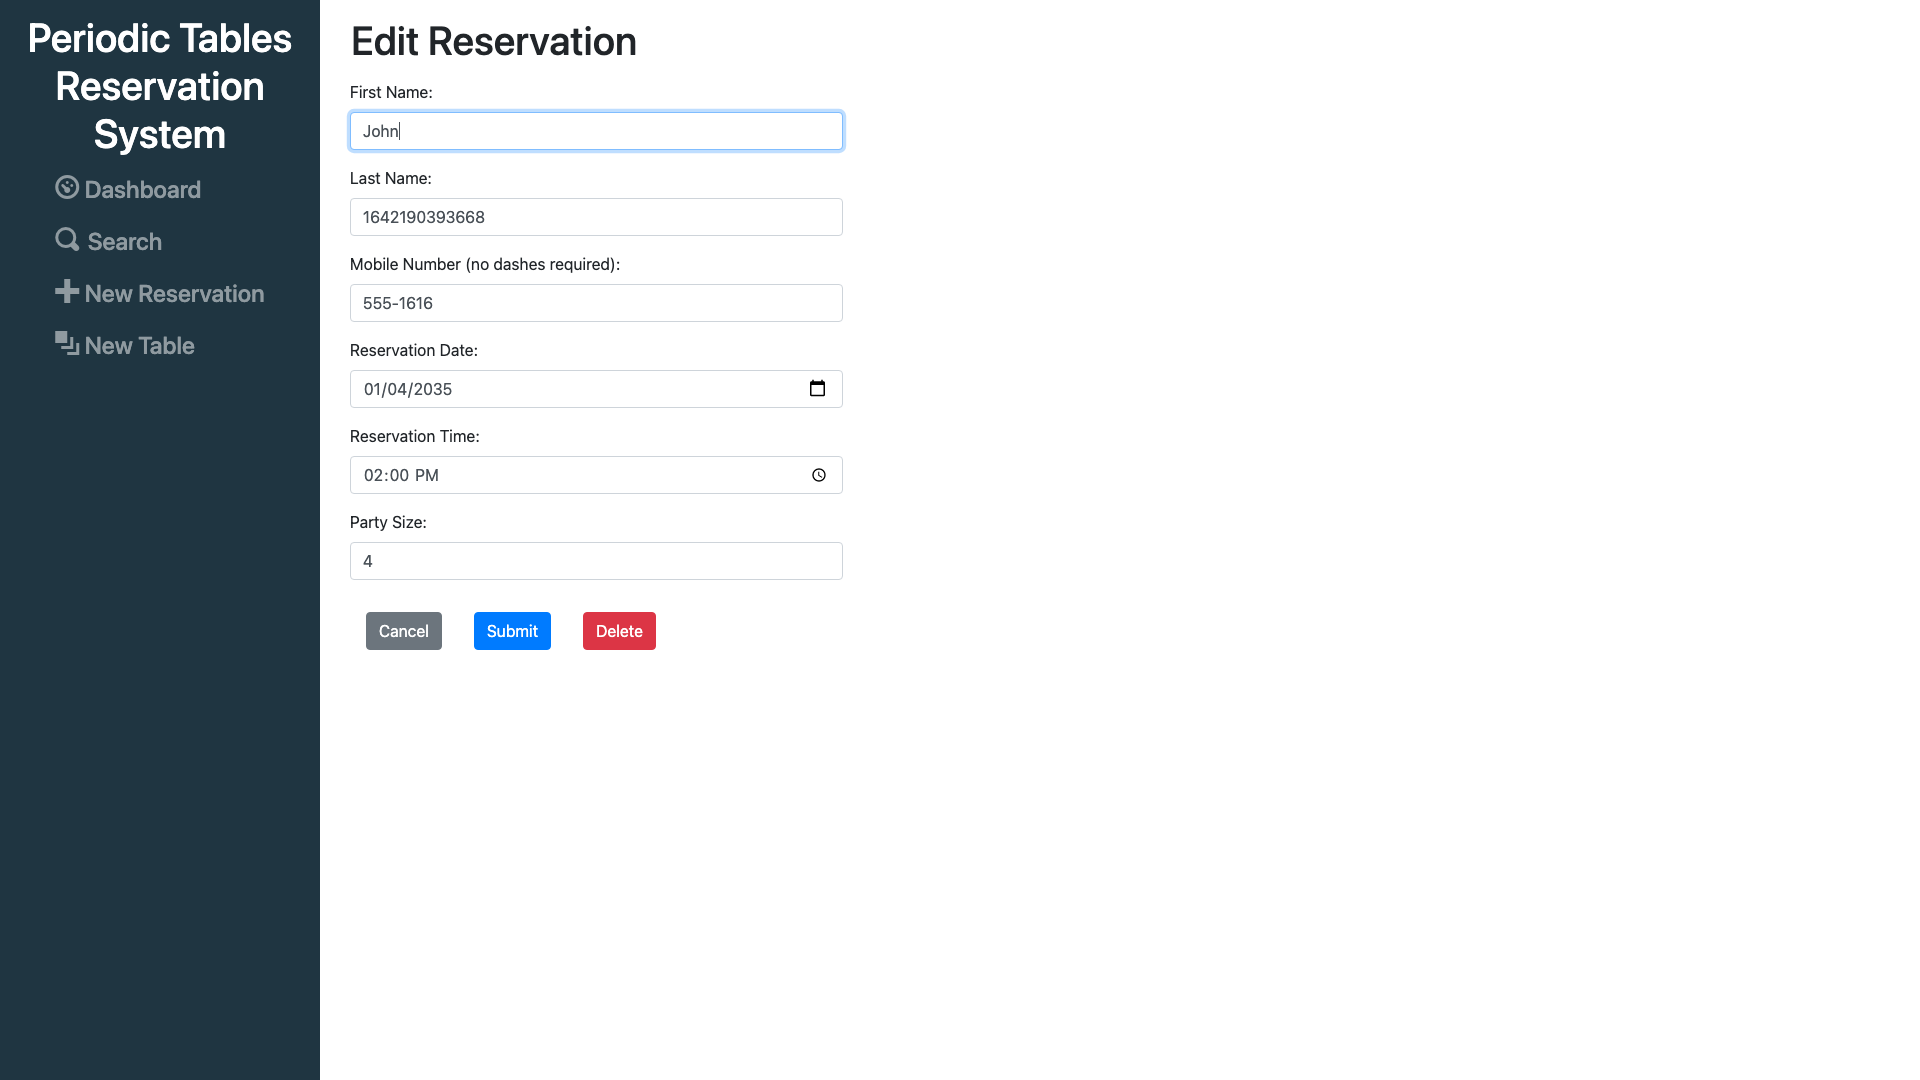 Periodic Tables
Reservation
System
Dashboard
Search
New Reservation
New Table
Edit Reservation
First Name:
John
Last Name:
1642190393668
Mobile Number (no dashes required):
555-1616
Reservation Date:
01/04/2035
Reservation Time:
02:00 PM
Party Size:
4
Cancel Submit Delete